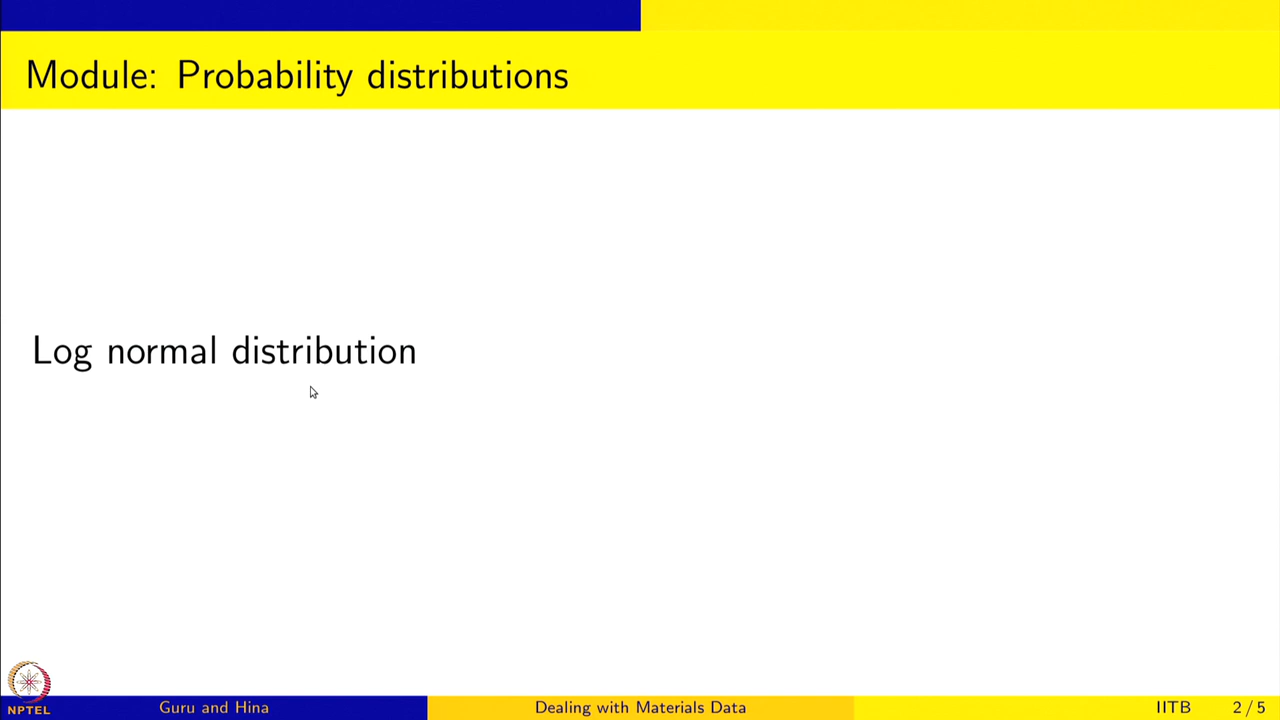 Module: Probability distributions
Log normal distribution
NPTEL
Guru and Hina
Dealing with Materials Data
IITB
2 / 5